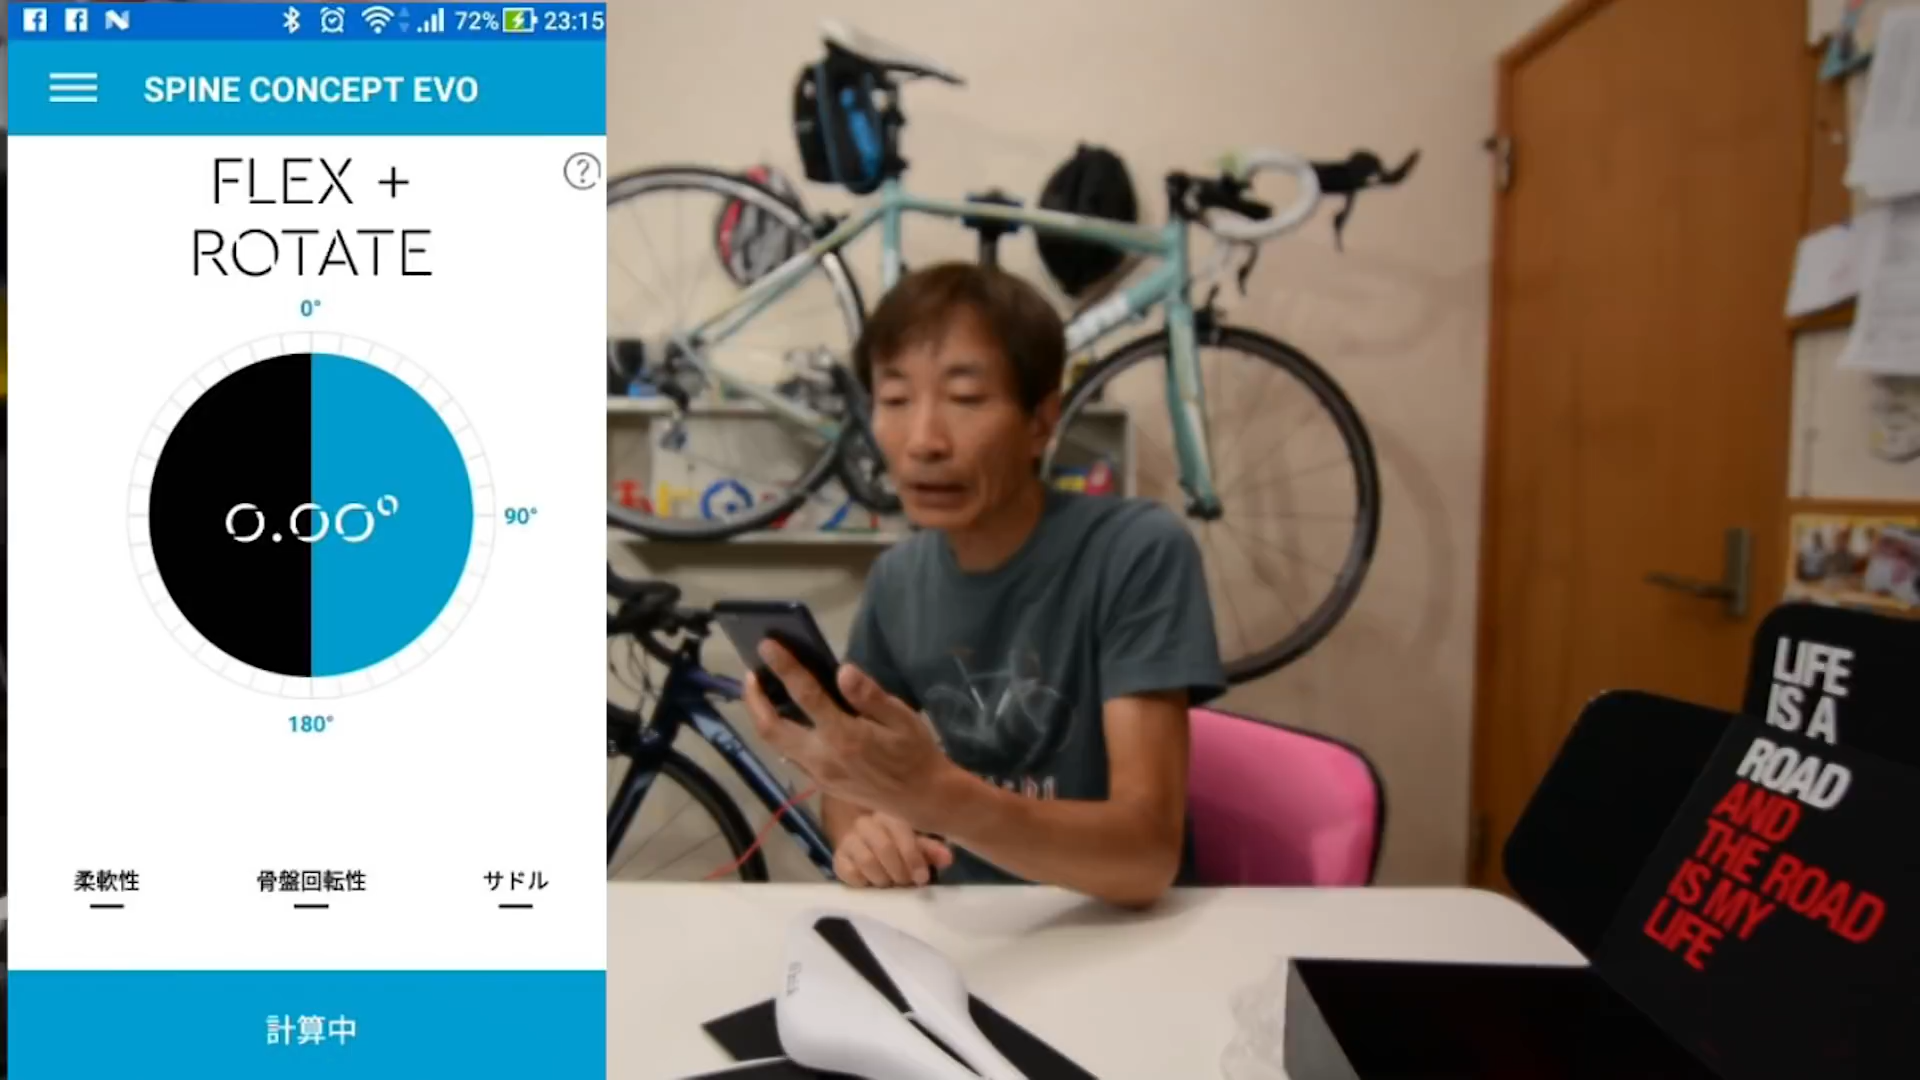 72% 23:15
SPINE CONCEPT EVO
FLEX +
ROTATE
?
0°
0.00°
90°
180°
柔軟性 骨盤回転性 サドル
計算中
LIFE
IS A
ROAD
AND
THE ROAD
IS MY
LIFE